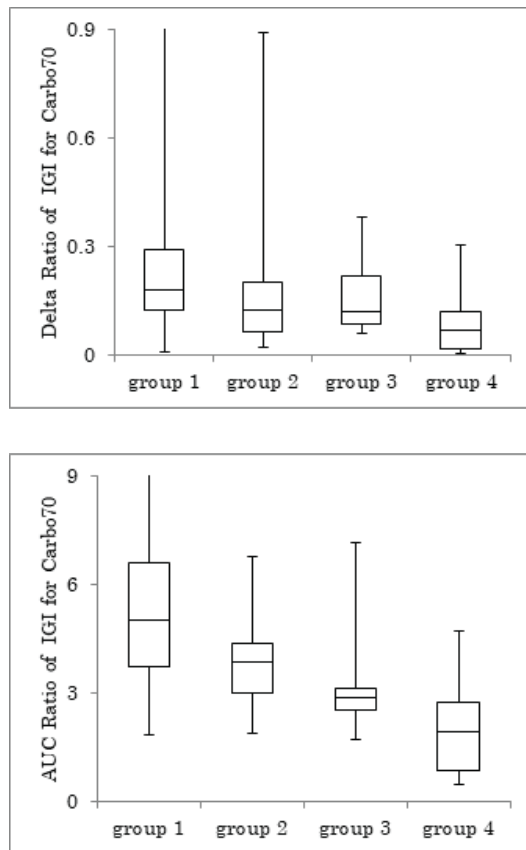 Delta Ratio of IGI for Carbo70
0.9
0.6
0.3
0
group 1 group 2 group 3 group 4
AUC Ratio of IGI for Carbo70
9
6
3
0
group 1 group 2 group 3 group 4